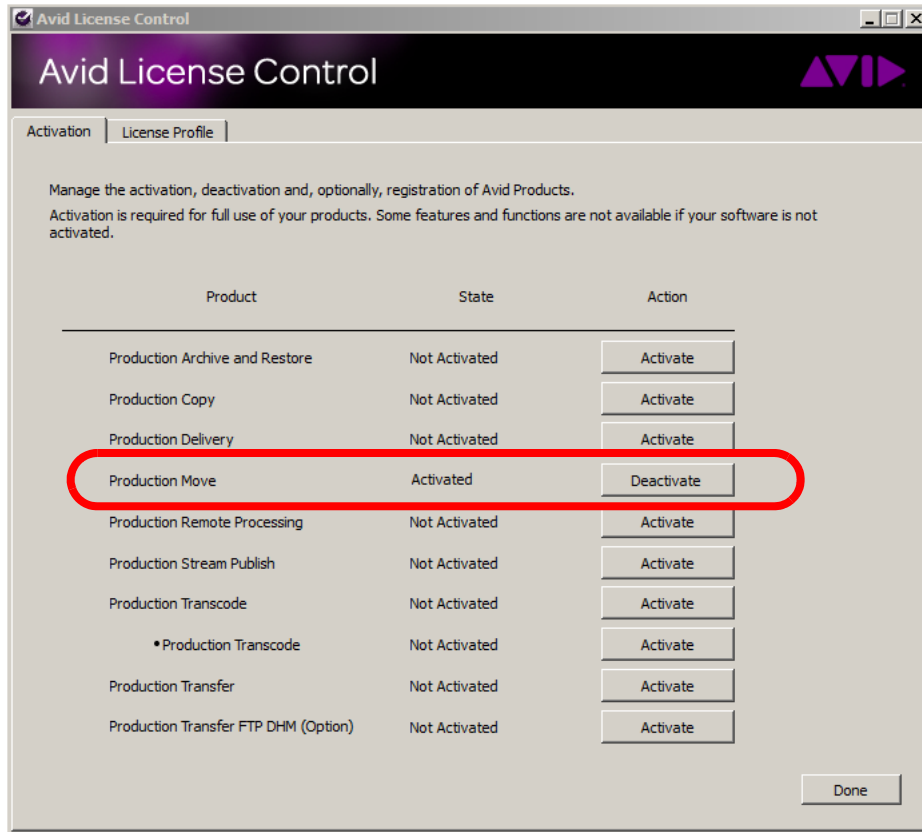 Avid License Control
Avid License Control
AVID
Activation License Profile
Manage the activation, deactivation and, optionally, registration of Avid Products.
Activation is required for full use of your products. Some features and functions are not available if your software is not
activated.
Product State Action
Production Archive and Restore Not Activated Activate
Production Copy Not Activated Activate
Production Delivery Not Activated Activate
Production Move Activated Deactivate
Production Remote Processing Not Activated Activate
Production Stream Publish Not Activated Activate
Production Transcode Not Activated Activate
•Production Transcode Not Activated Activate
Production Transfer Not Activated Activate
Production Transfer FTP DHM (Option) Not Activated Activate
Done